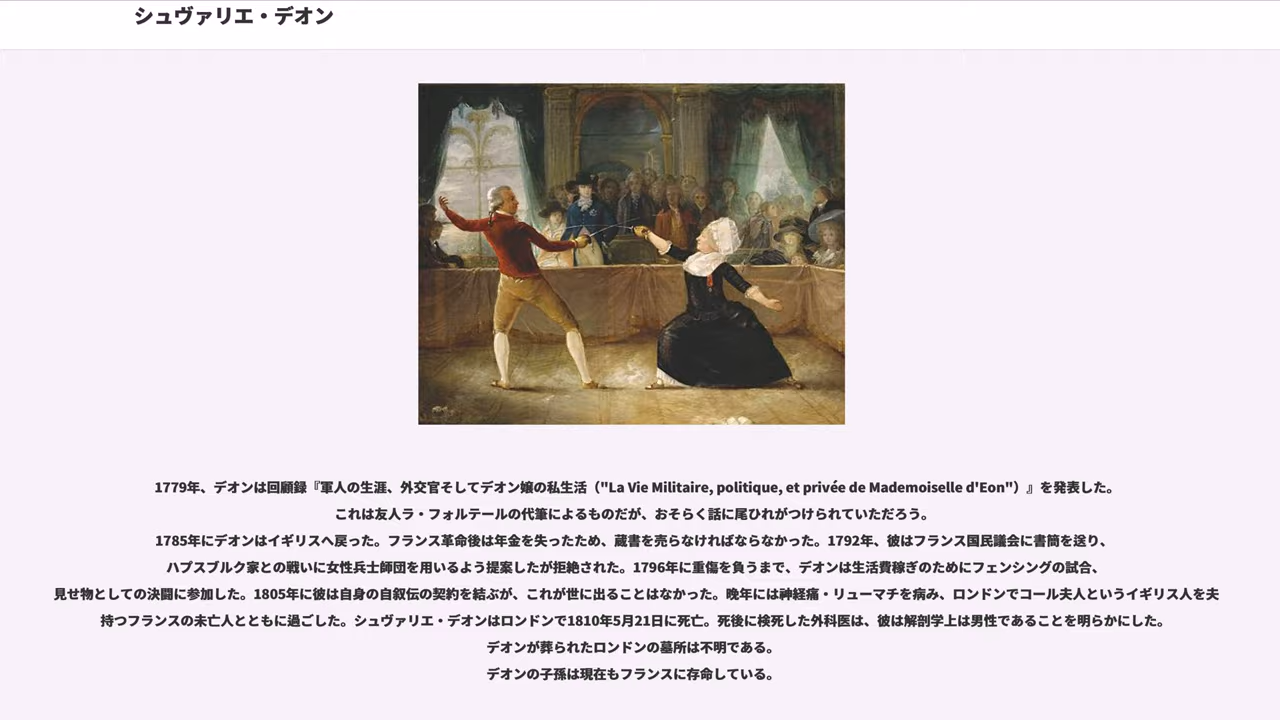 シュヴァリエ・デオン
1779年、デオンは回顧録『軍人の生涯、外交官そしてデオン嬢の私生活（"La Vie Militaire, politique, et privée de Mademoiselle d'Eon"）』を発表した。
これは友人ラ・フォルテールの代筆によるものだが、おそらく話に尾ひれがつけられていただろう。
1785年にデオンはイギリスへ戻った。フランス革命後は年金を失ったため、蔵書を売らなければならなかった。1792年、彼はフランス国民議会に書簡を送り、
ハプスブルク家との戦いに女性兵士師団を用いるよう提案したが拒絶された。1796年に重傷を負うまで、デオンは生活費稼ぎのためにフェンシングの試合、
見せ物としての決闘に参加した。1805年に彼は自身の自叙伝の契約を結ぶが、これが世に出ることはなかった。晩年には神経痛・リューマチを病み、ロンドンでコール夫人というイギリス人を夫
持つフランスの未亡人とともに過ごした。シュヴァリエ・デオンはロンドンで1810年5月21日に死亡。死後に検死した外科医は、彼は解剖学上は男性であることを明らかにした。
デオンが葬られたロンドンの墓所は不明である。
デオンの子孫は現在もフランスに存命している。